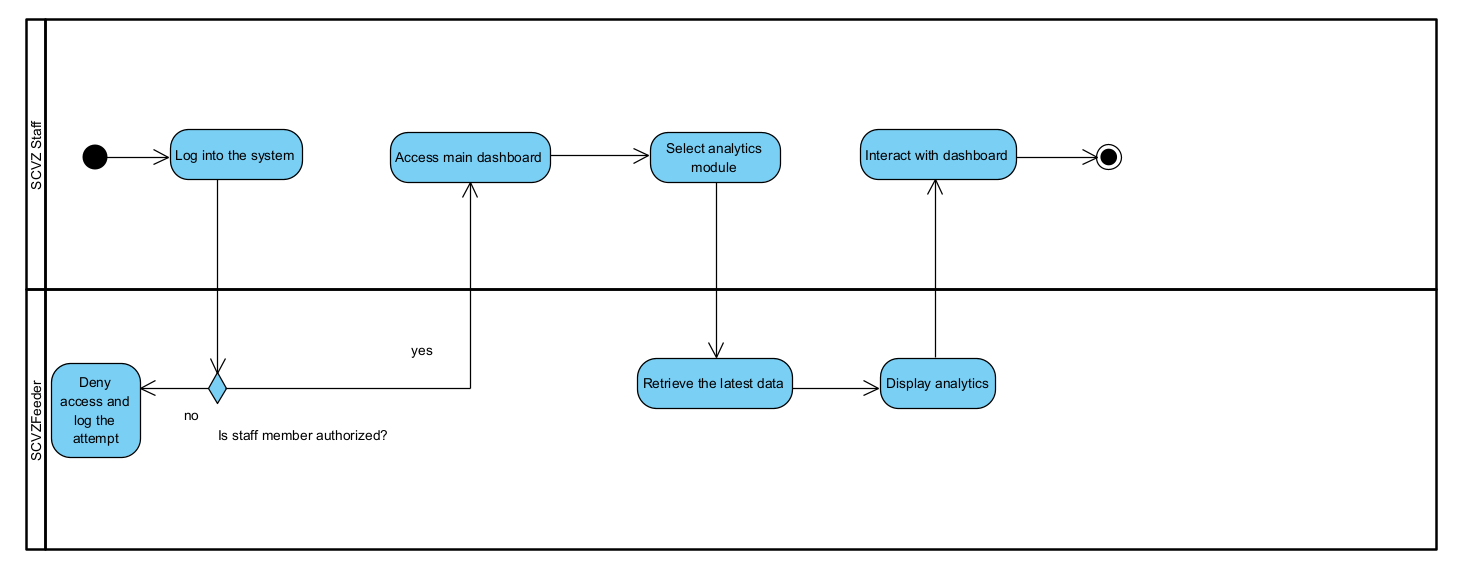 SCVZ Staff
Log into the system
Access main dashboard
Select analytics
module
Interact with dashboard
SCVZFeeder
Deny
access and
log the
attempt
no
Is staff member authorized?
yes
Retrieve the latest data
Display analytics